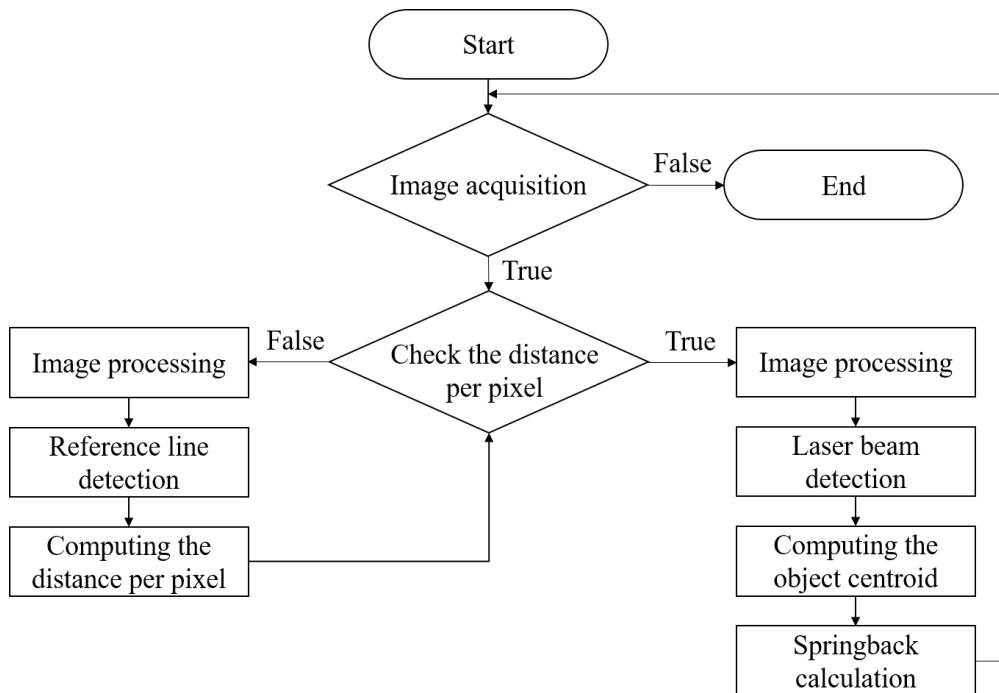 Start
Image acquisition
False
End
True
Check the distance
per pixel
False
True
Image processing
Reference line
detection
Computing the
distance per pixel
Image processing
Laser beam
detection
Computing the
object centroid
Springback
calculation